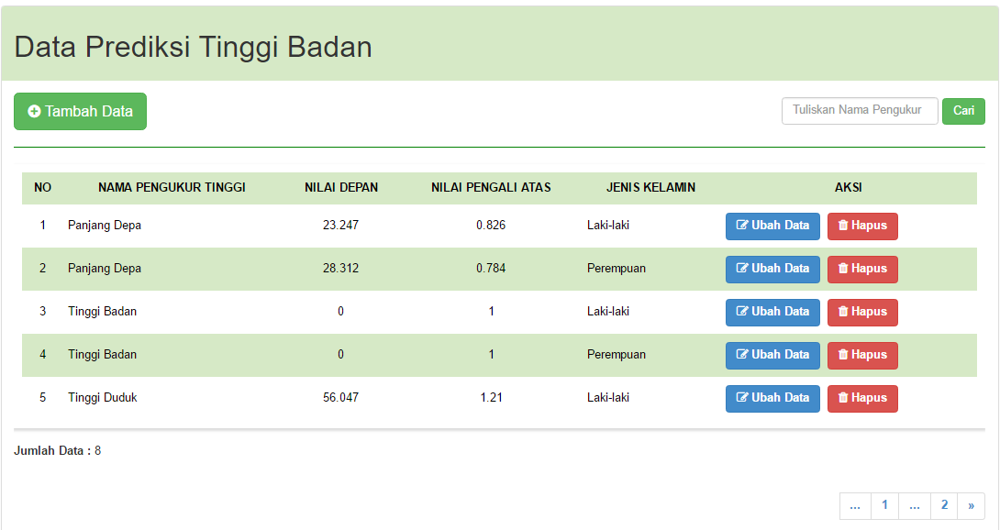 Data Prediksi Tinggi Badan
Tambah Data
Tuliskan Nama Pengukur Cari
NO NAMA PENGUKUR TINGGI NILAI DEPAN NILAI PENGALI ATAS JENIS KELAMIN AKSI
1 Panjang Depa 23.247 0.826 Laki-laki Ubah Data Hapus
2 Panjang Depa 28.312 0.784 Perempuan Ubah Data Hapus
3 Tinggi Badan 0 1 Laki-laki Ubah Data Hapus
4 Tinggi Badan 0 1 Perempuan Ubah Data Hapus
5 Tinggi Duduk 56.047 1.21 Laki-laki Ubah Data Hapus
Jumlah Data : 8
... 1 ... 2 »